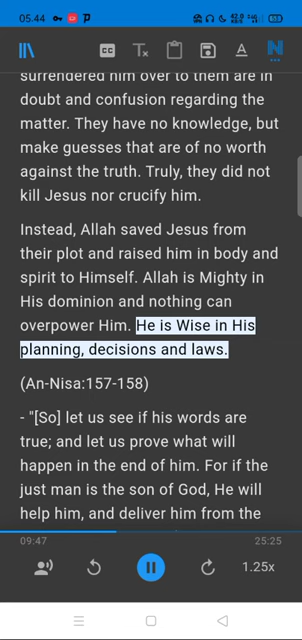 05.44
42.0
KB/s
51
surrendered him over to them are in
doubt and confusion regarding the
matter. They have no knowledge, but
make guesses that are of no worth
against the truth. Truly, they did not
kill Jesus nor crucify him.
Instead, Allah saved Jesus from
their plot and raised him in body and
spirit to Himself. Allah is Mighty in
His dominion and nothing can
overpower Him. He is Wise in His
planning, decisions and laws.
(An-Nisa:157-158)
- "[So] let us see if his words are
true; and let us prove what will
happen in the end of him. For if the
just man is the son of God, He will
help him, and deliver him from the
09:47
25:25
1.25x